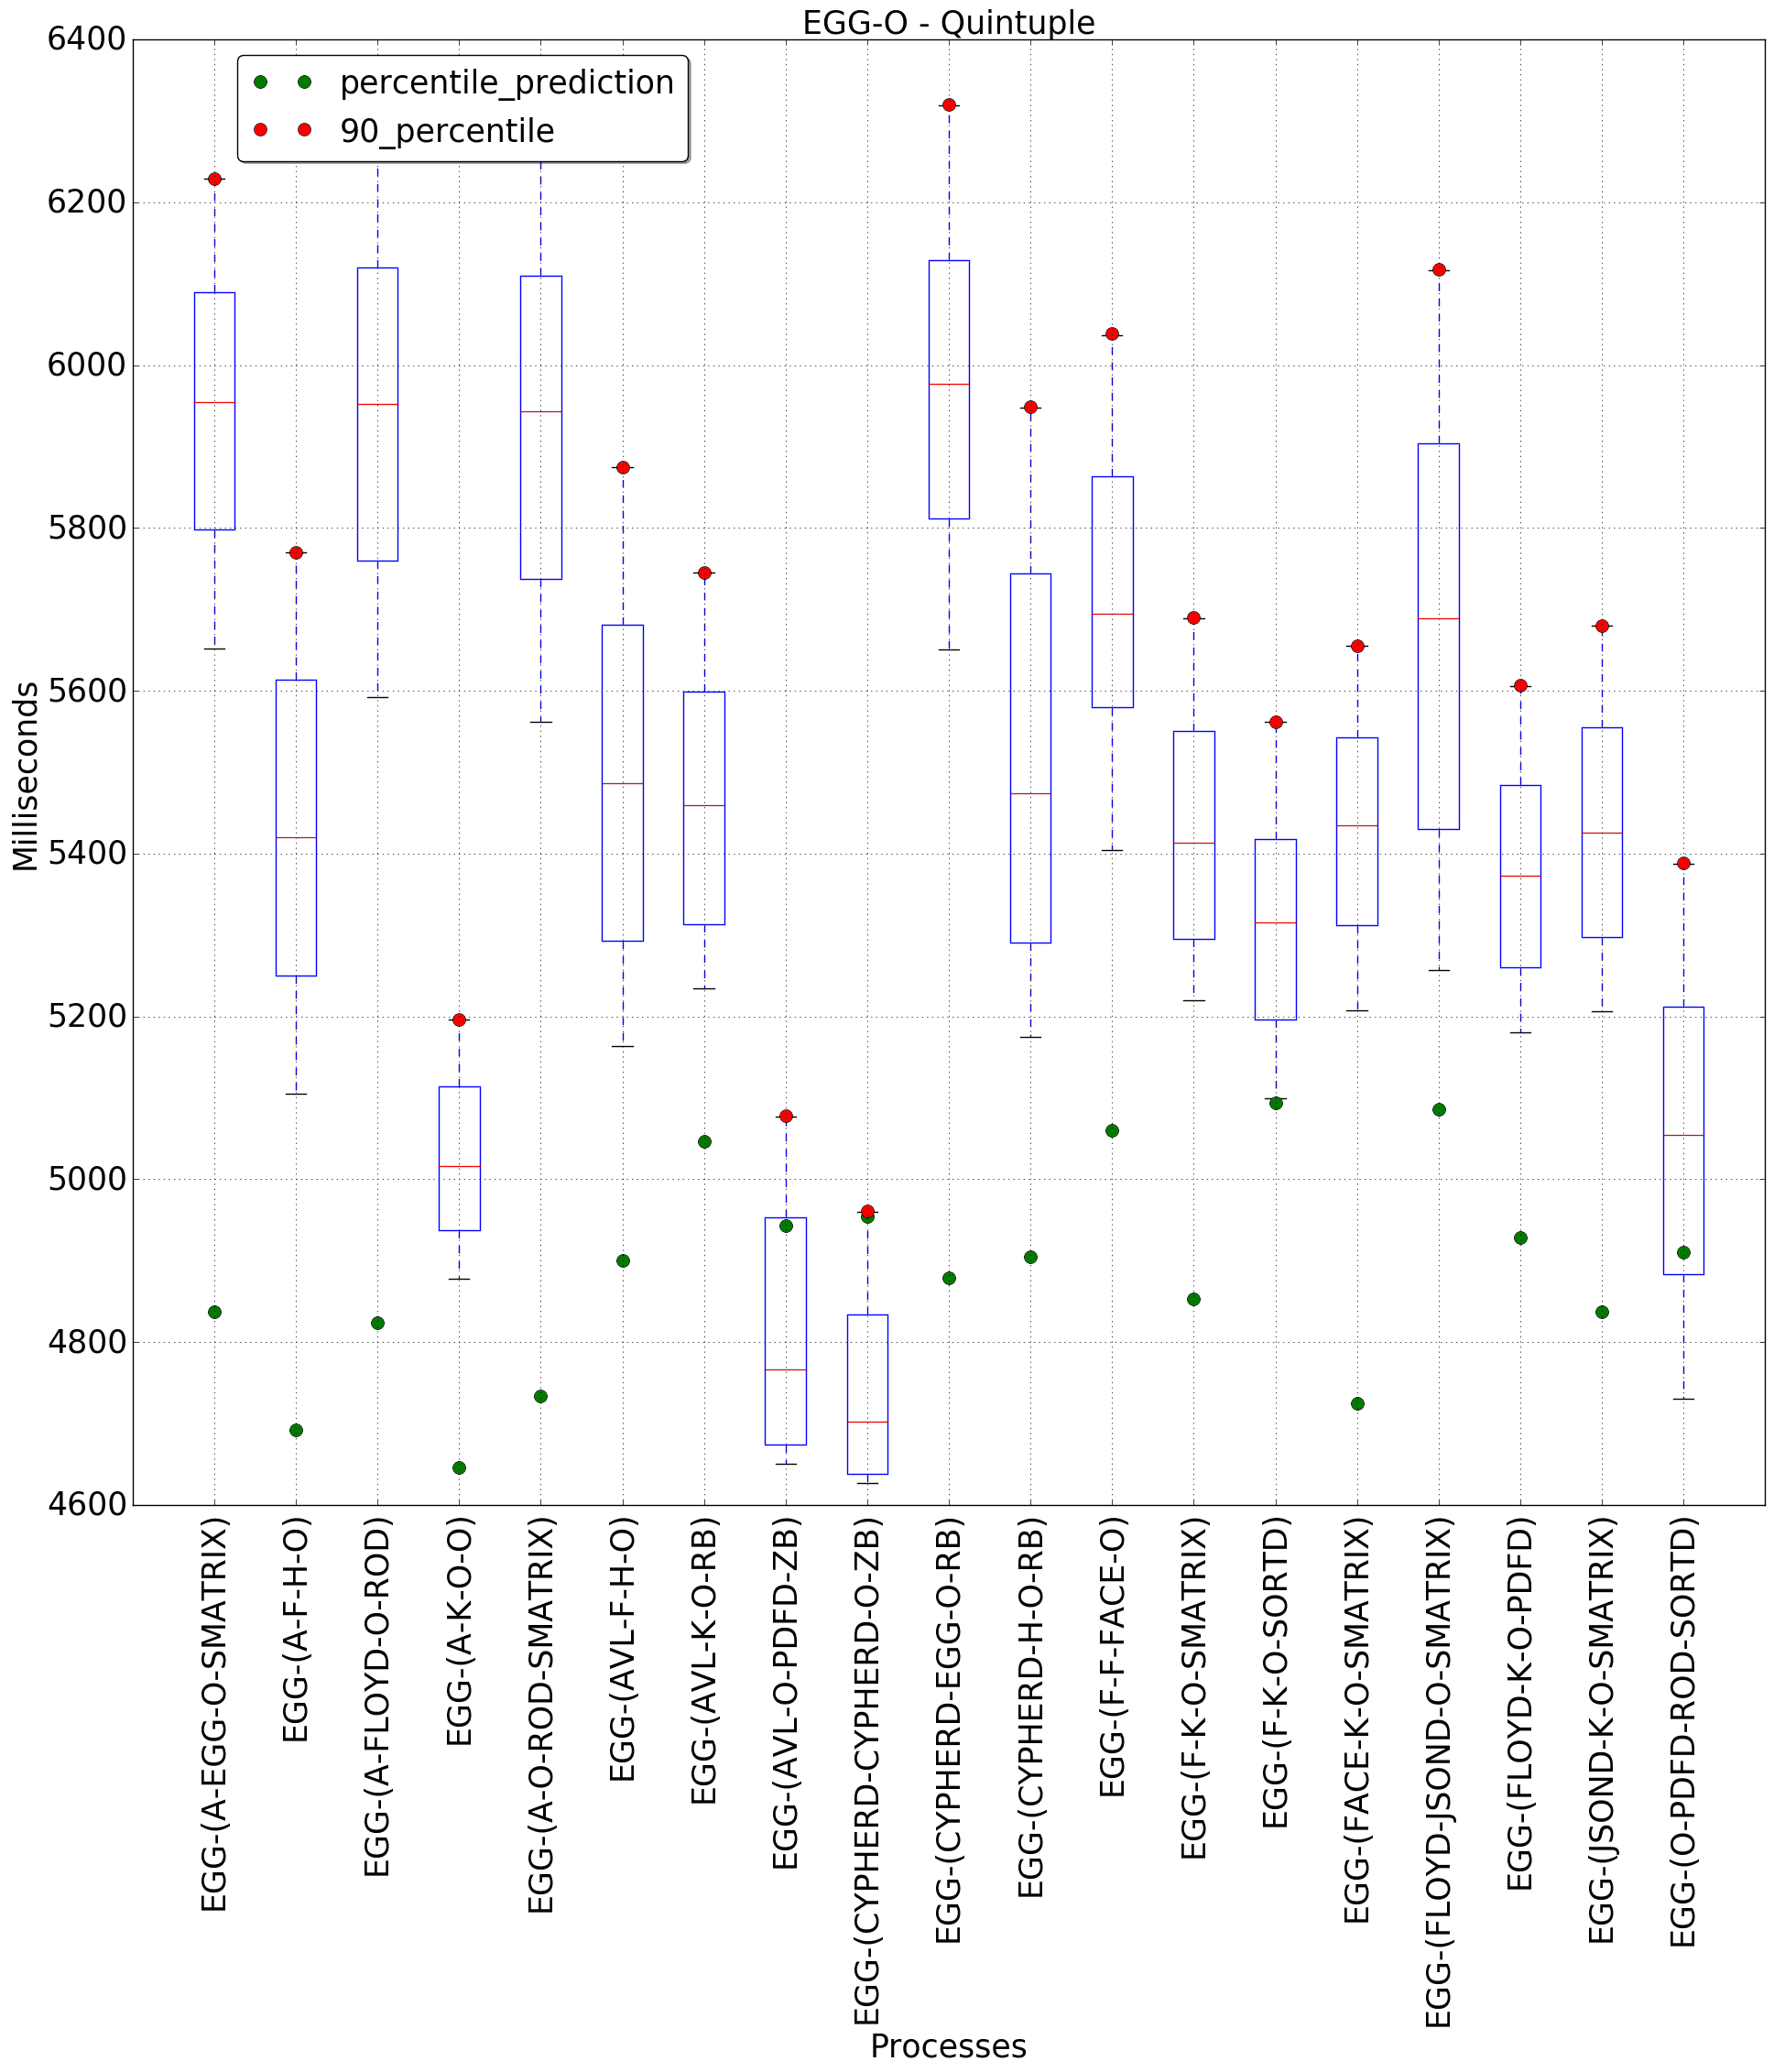 EGG-O - Quintuple
percentile_prediction
90_percentile
6400
6200
6000
5800
5600
5400
5200
5000
4800
4600
Milliseconds
EGG-(A-EGG-O-SMATRIX)
EGG-(A-F-H-O)
EGG-(A-FLOYD-O-ROD)
EGG-(A-K-O-O)
EGG-(A-O-ROD-SMATRIX)
EGG-(AVL-F-H-O)
EGG-(AVL-K-O-RB)
EGG-(AVL-O-PDFD-ZB)
EGG-(CYPHERD-CYPHERD-O-ZB)
EGG-(CYPHERD-EGG-O-RB)
EGG-(CYPHERD-H-O-RB)
EGG-(F-F-FACE-O)
EGG-(F-K-O-SMATRIX)
EGG-(F-K-O-SORTD)
EGG-(FACE-K-O-SMATRIX)
EGG-(FLOYD-JSOND-O-SMATRIX)
EGG-(FLOYD-K-O-PDFD)
EGG-(JSOND-K-O-SMATRIX)
EGG-(O-PDFD-ROD-SORTD)
Processes